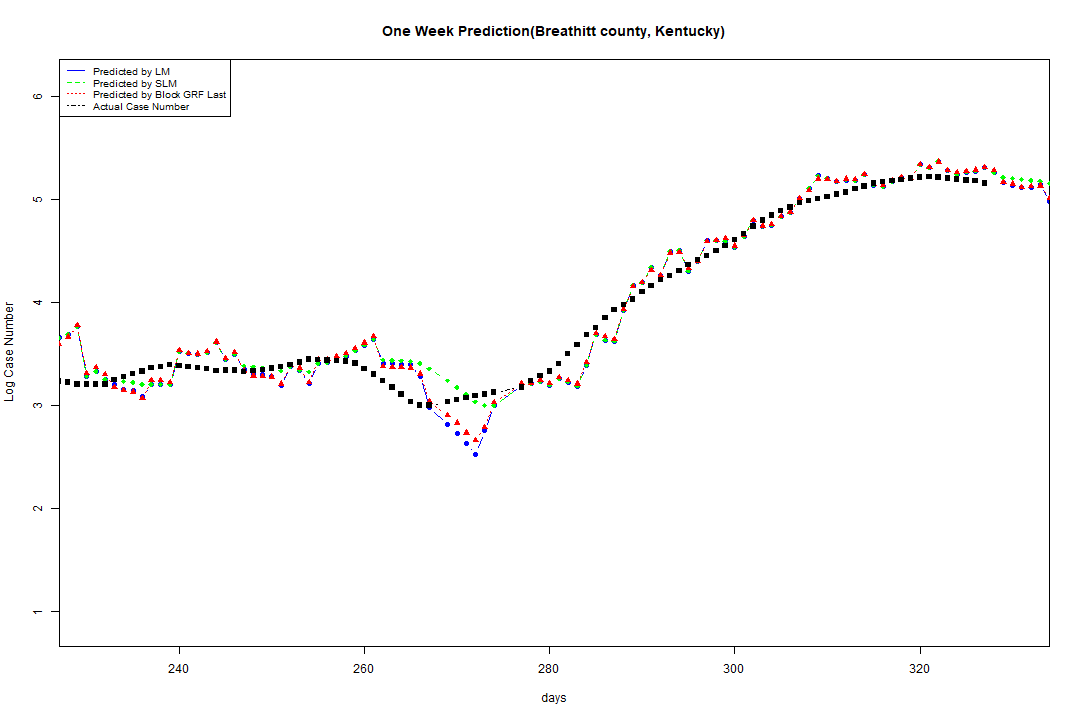 One Week Prediction(Breathitt county, Kentucky)
Predicted by LM
Predicted by SLM
Predicted by Block GRF Last
Actual Case Number
6
5
4
3
2
1
Log Case Number
240 260 280 300 320
days